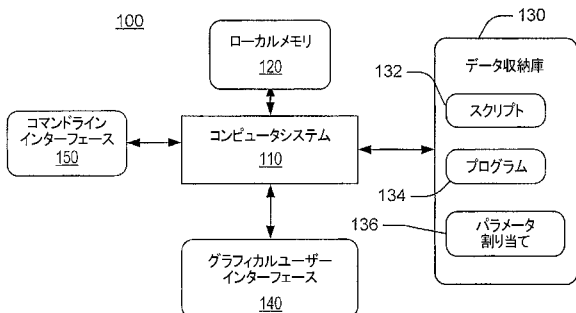 100
ローカルメモリ
120
コマンドライン
インターフェース
150
コンピュータシステム
110
グラフィカルユーザー
インターフェース
140
130
データ収納庫
132
スクリプト
プログラム
134
136
パラメータ
割り当て